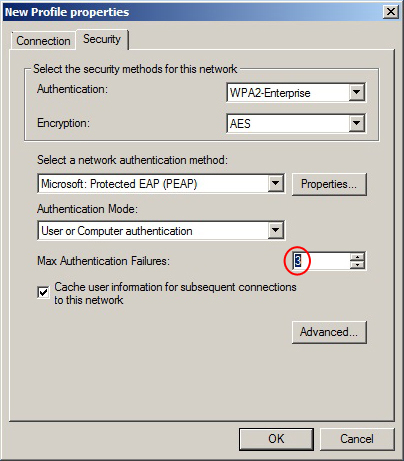 New Profile properties
Connection
Security
Select the security methods for this network
Authentication:
WPA2-Enterprise
Encryption:
AES
Select a network authentication method:
Microsoft: Protected EAP (PEAP)
Properties...
Authentication Mode:
User or Computer authentication
Max Authentication Failures:
3
Cache user information for subsequent connections
to this network
Advanced...
OK
Cancel